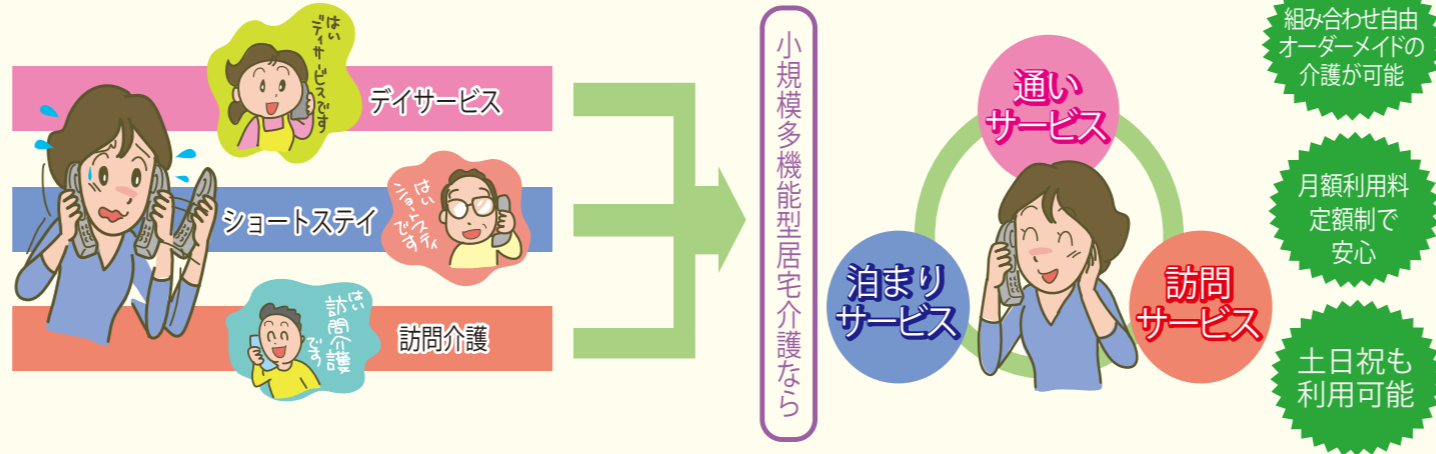 はい
デイサービスです
デイサービス
ショートステイ
はい
ショートステイ
です
はい
訪問介護
です
訪問介護
小規模多機能型居宅介護なら
通い
サービス
泊まり
サービス
訪問
サービス
組み合わせ自由
オーダーメイドの
介護が可能
月額利用料
定額制で
安心
土日祝も
利用可能